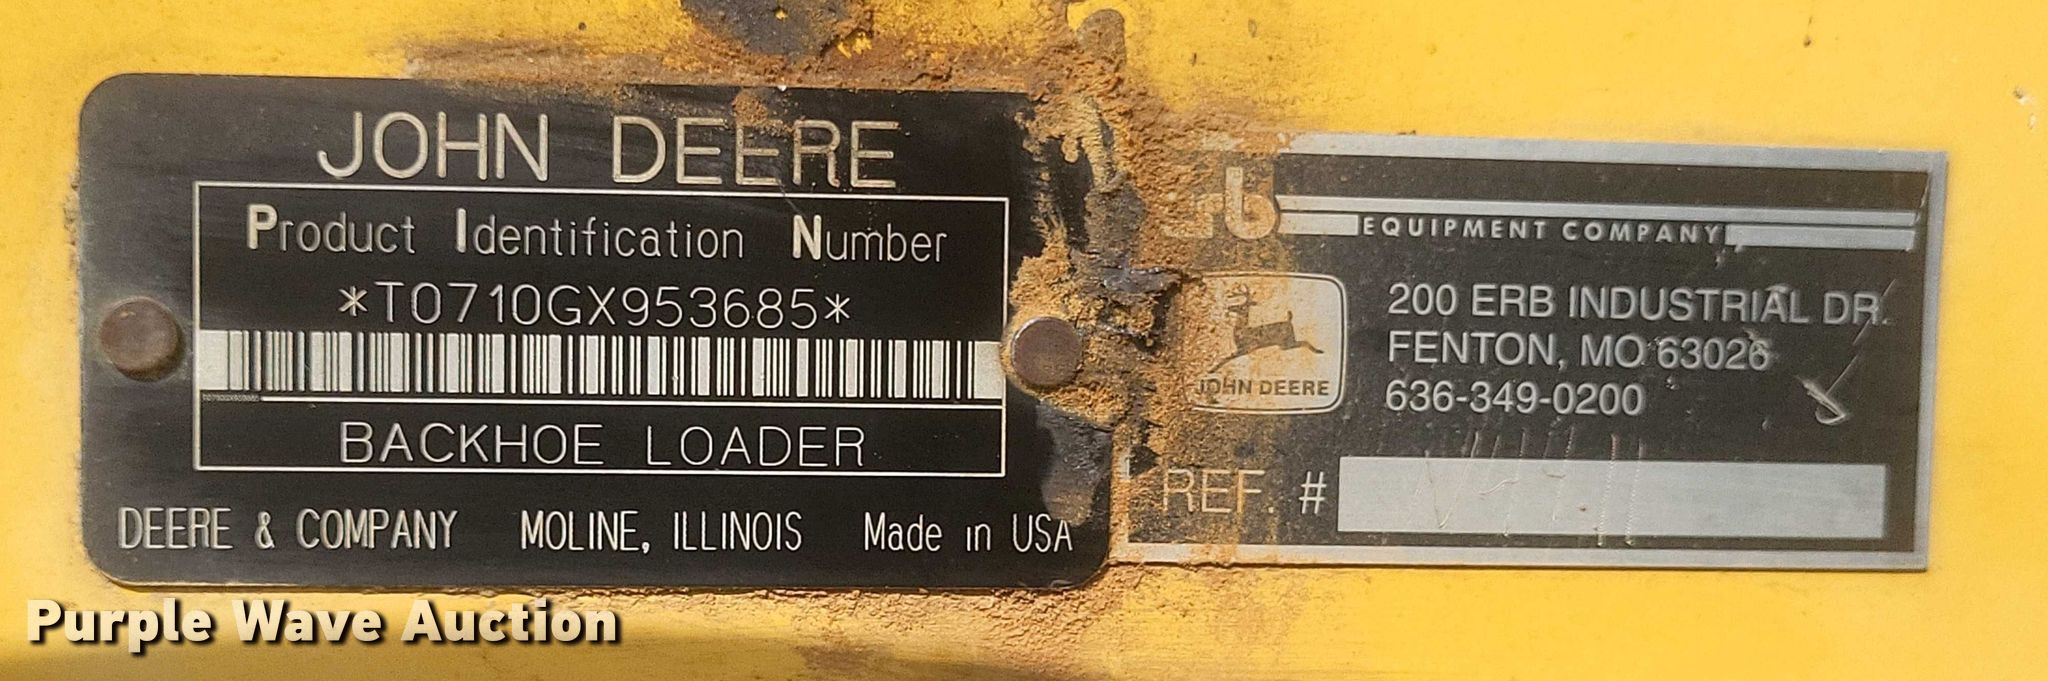 JOHN DEERE
Product Identification Number
*T0710GX953685*
BACKHOE LOADER
DEERE & COMPANY MOLINE, ILLINOIS Made in USA
EQUIPMENT COMPANY
200 ERB INDUSTRIAL DR.
FENTON, MO 63026
636-349-0200
JOHN DEERE
REF. #
Purple Wave Auction